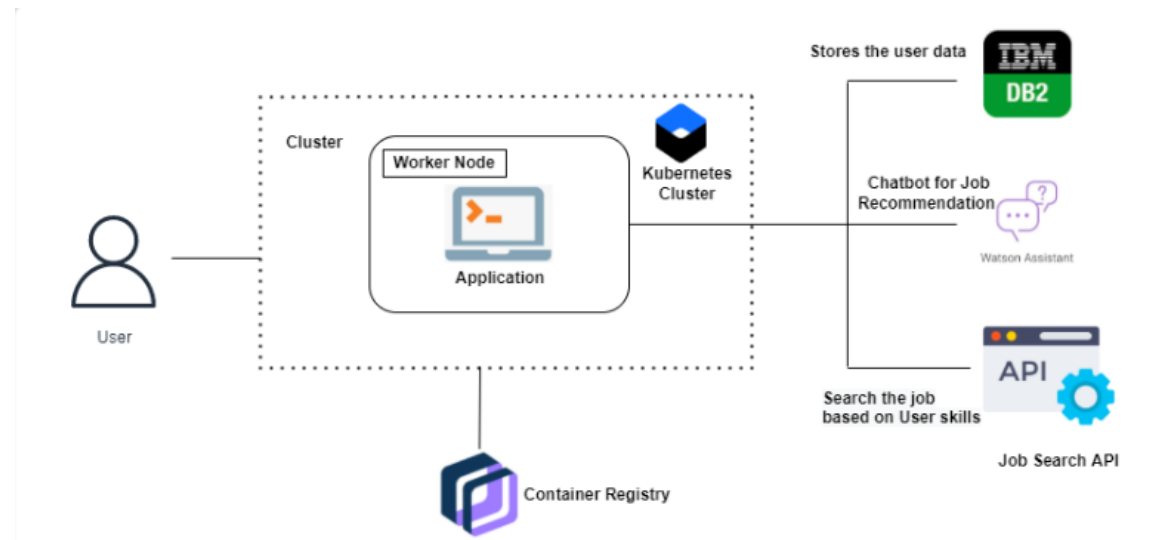 Stores the user data
IBM
DB2
Cluster
Worker Node
Kubernetes
Cluster
Chatbot for Job
Recommendation
?
Watson Assistant
>_
Application
User
API
Search the job
based on User skills
Job Search API
Container Registry